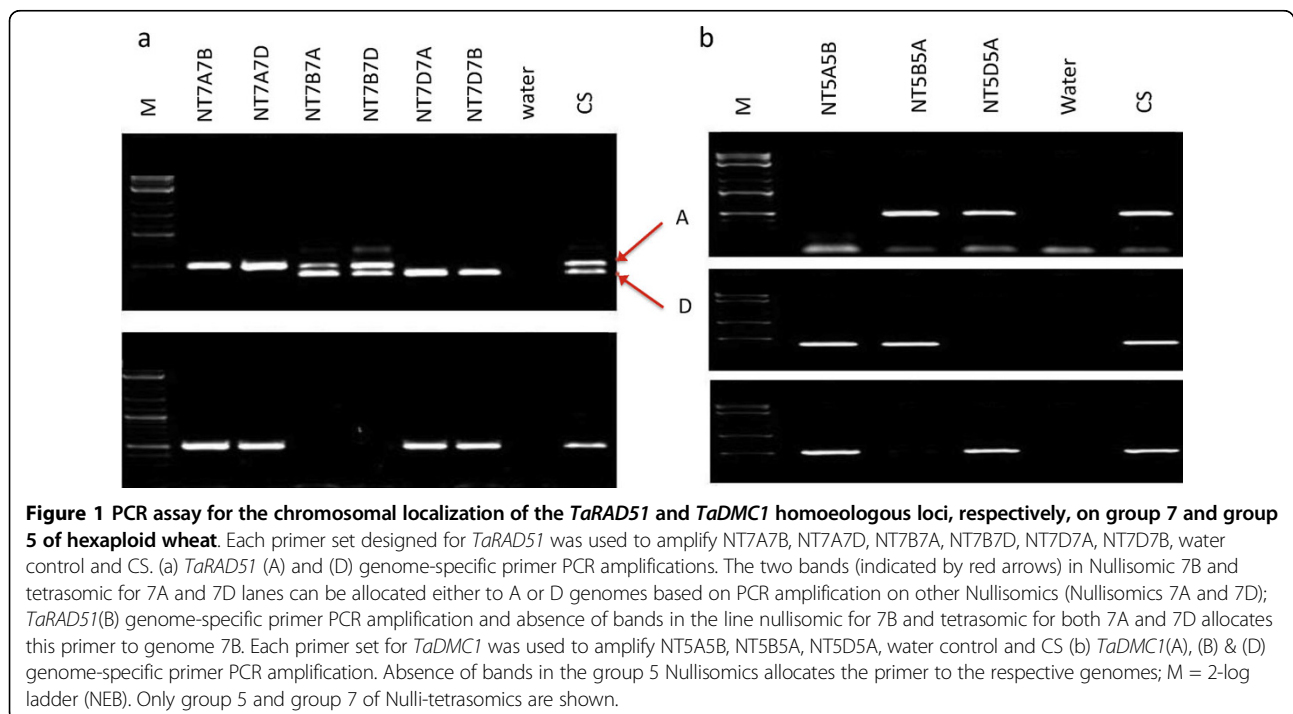 a
b
M
NT7A7B
NT7A7D
NT7B7A
NT7B7D
NT7D7A
NT7D7B
water
CS
M
NT5A5B
NT5B5A
NT5D5A
Water
CS
A
D
Figure 1 PCR assay for the chromosomal localization of the TaRAD51 and TaDMC1 homoeologous loci, respectively, on group 7 and group
5 of hexaploid wheat. Each primer set designed for TaRAD51 was used to amplify NT7A7B, NT7A7D, NT7B7A, NT7B7D, NT7D7A, NT7D7B, water
control and CS. (a) TaRAD51 (A) and (D) genome-specific primer PCR amplifications. The two bands (indicated by red arrows) in Nullisomic 7B and
tetrasomic for 7A and 7D lanes can be allocated either to A or D genomes based on PCR amplification on other Nullisomics (Nullisomics 7A and 7D);
TaRAD51(B) genome-specific primer PCR amplification and absence of bands in the line nullisomic for 7B and tetrasomic for both 7A and 7D allocates
this primer to genome 7B. Each primer set for TaDMC1 was used to amplify NT5A5B, NT5B5A, NT5D5A, water control and CS (b) TaDMC1(A), (B) & (D)
genome-specific primer PCR amplification. Absence of bands in the group 5 Nullisomics allocates the primer to the respective genomes; M = 2-log
ladder (NEB). Only group 5 and group 7 of Nulli-tetrasomics are shown.